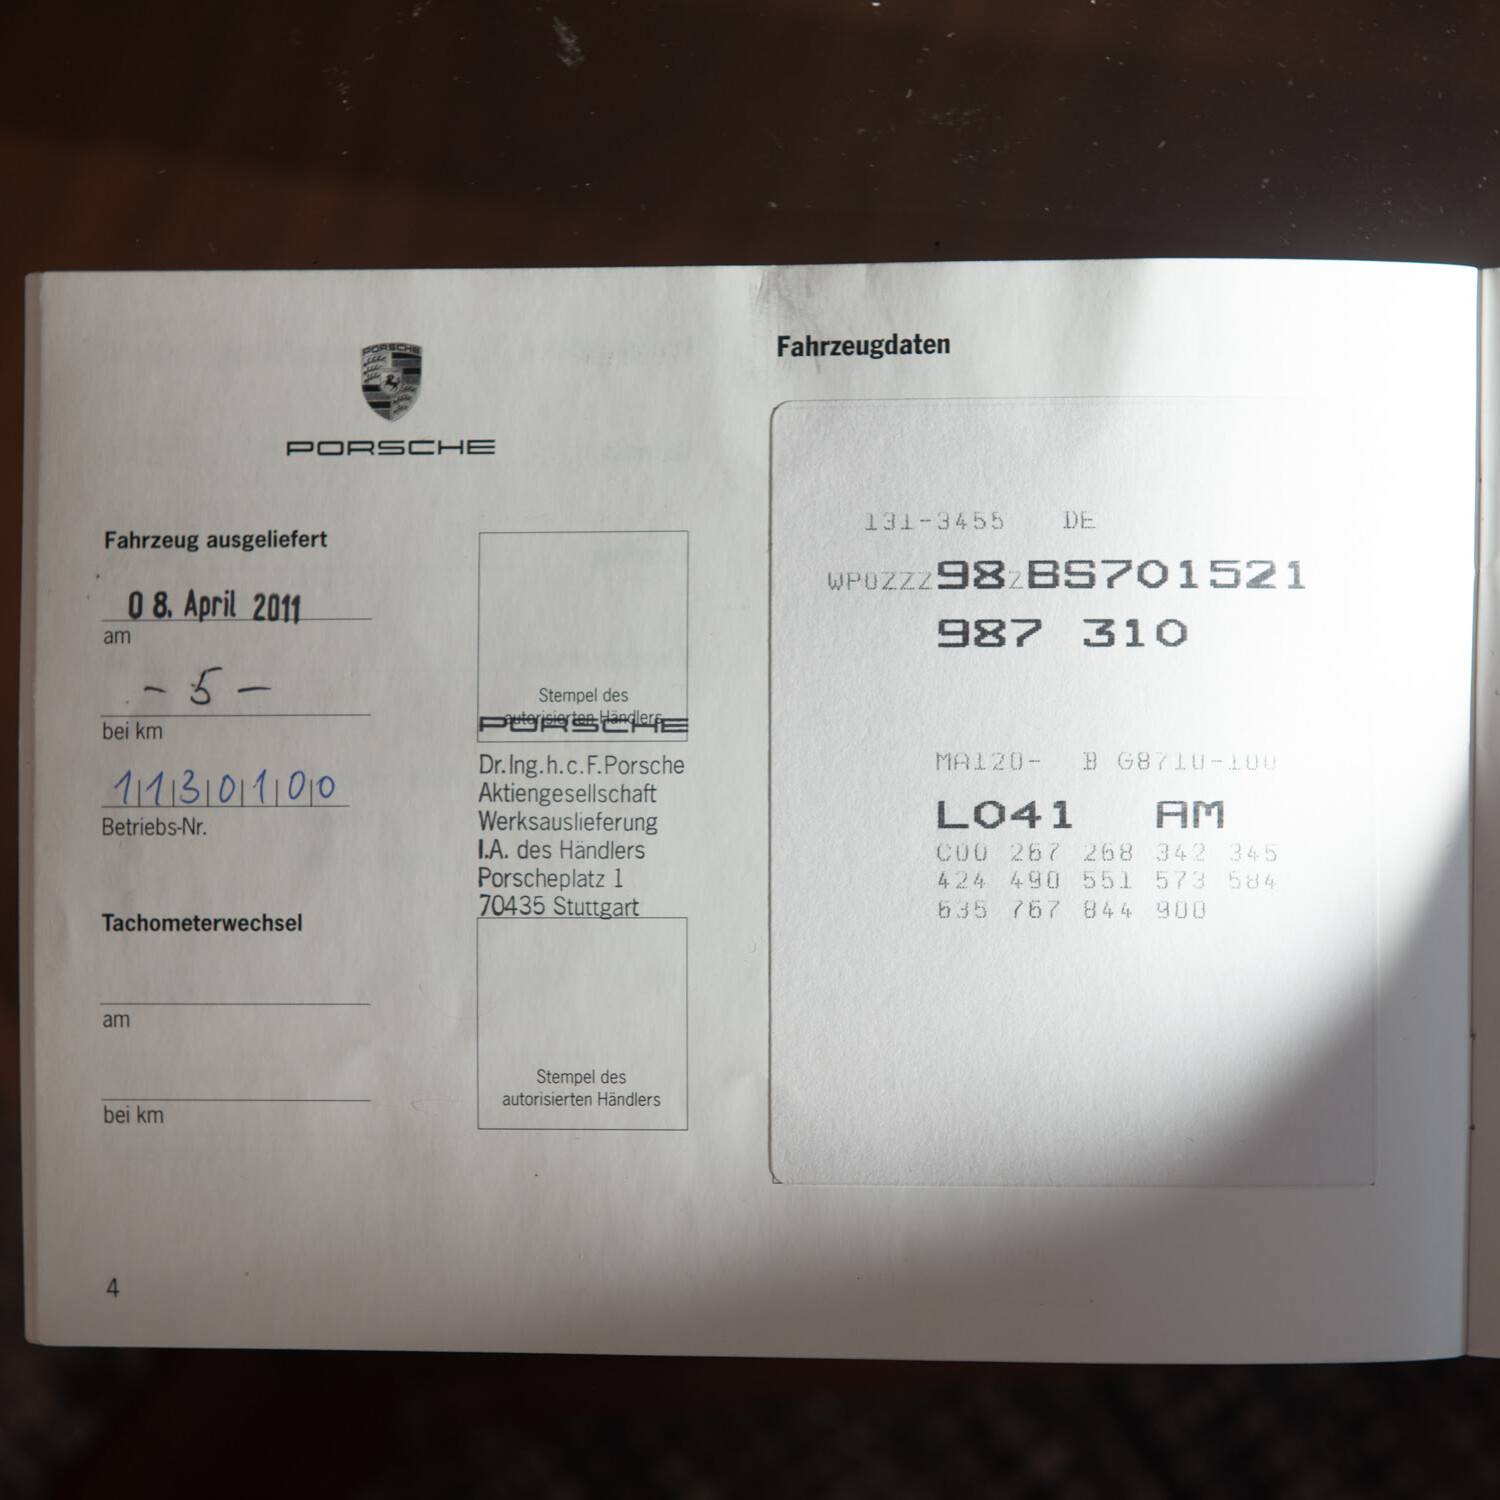 PORSCHE
PORSCHE
Fahrzeug ausgeliefert
08. April 2011
am
- 5 -
bei km
1130100
Betriebs-Nr.
Tachometerwechsel
am
bei km
4
Stempel des
autorisierten Händlers
PORSCHE
Dr.Ing.h.c.F.Porsche
Aktiengesellschaft
Werksauslieferung
I.A. des Händlers
Porscheplatz 1
70435 Stuttgart
Stempel des
autorisierten Händlers
Fahrzeugdaten
131-3455 DE
WP0ZZZ98ZBS701521
987 310
MA120- B G8710-100
L041 AM
C00 267 268 342 345
424 490 551 573 584
635 767 844 900